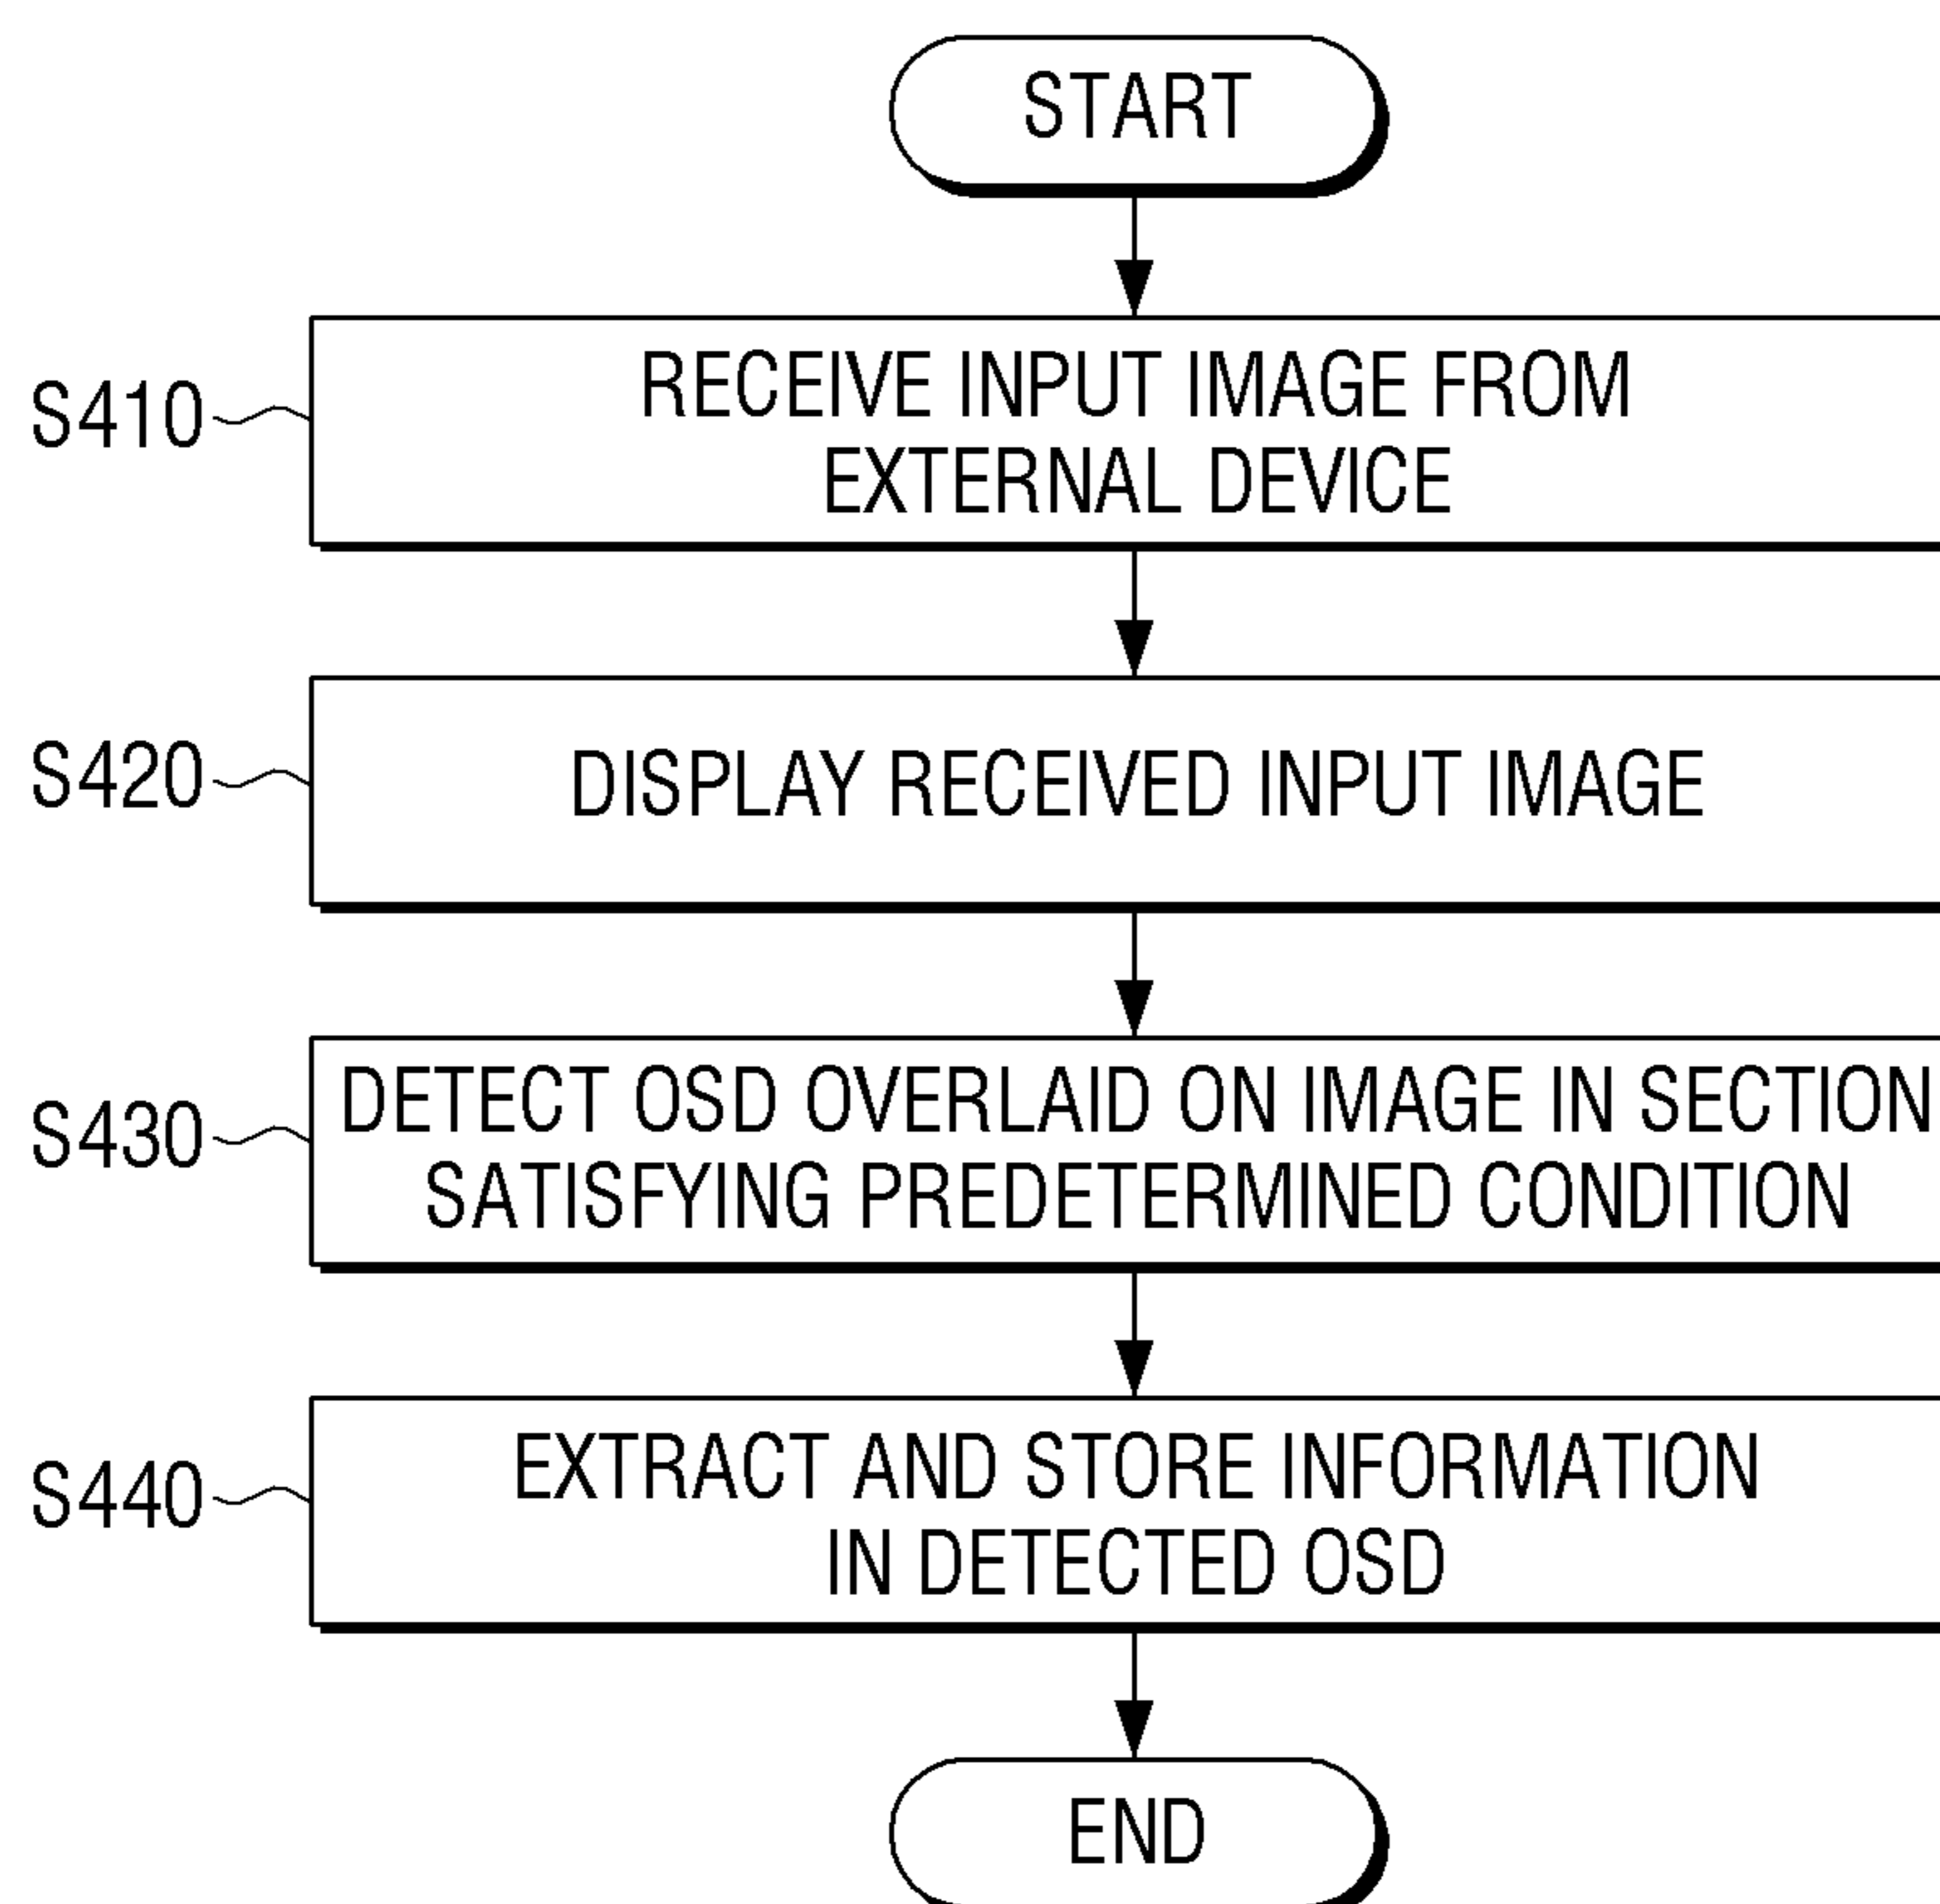 START
S410
RECEIVE INPUT IMAGE FROM
EXTERNAL DEVICE
S420
DISPLAY RECEIVED INPUT IMAGE
S430
DETECT OSD OVERLAID ON IMAGE IN SECTION
SATISFYING PREDETERMINED CONDITION
S440
EXTRACT AND STORE INFORMATION
IN DETECTED OSD
END